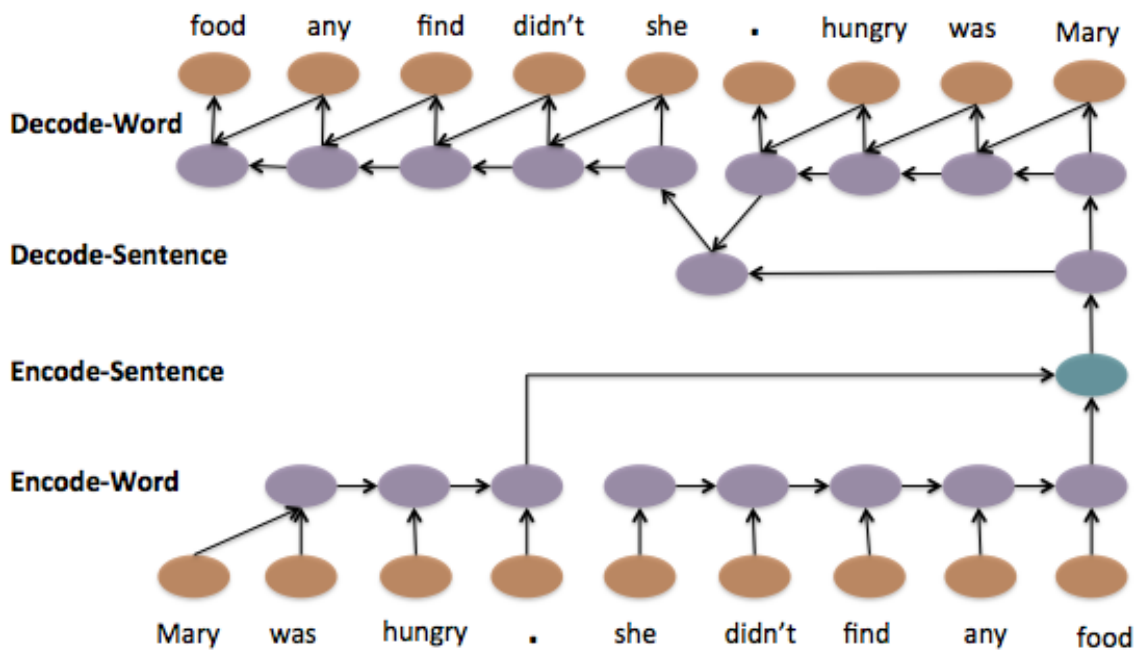 food any find didn't she . hungry was Mary
Decode-Word
Decode-Sentence
Encode-Sentence
Encode-Word
Mary was hungry . she didn't find any food